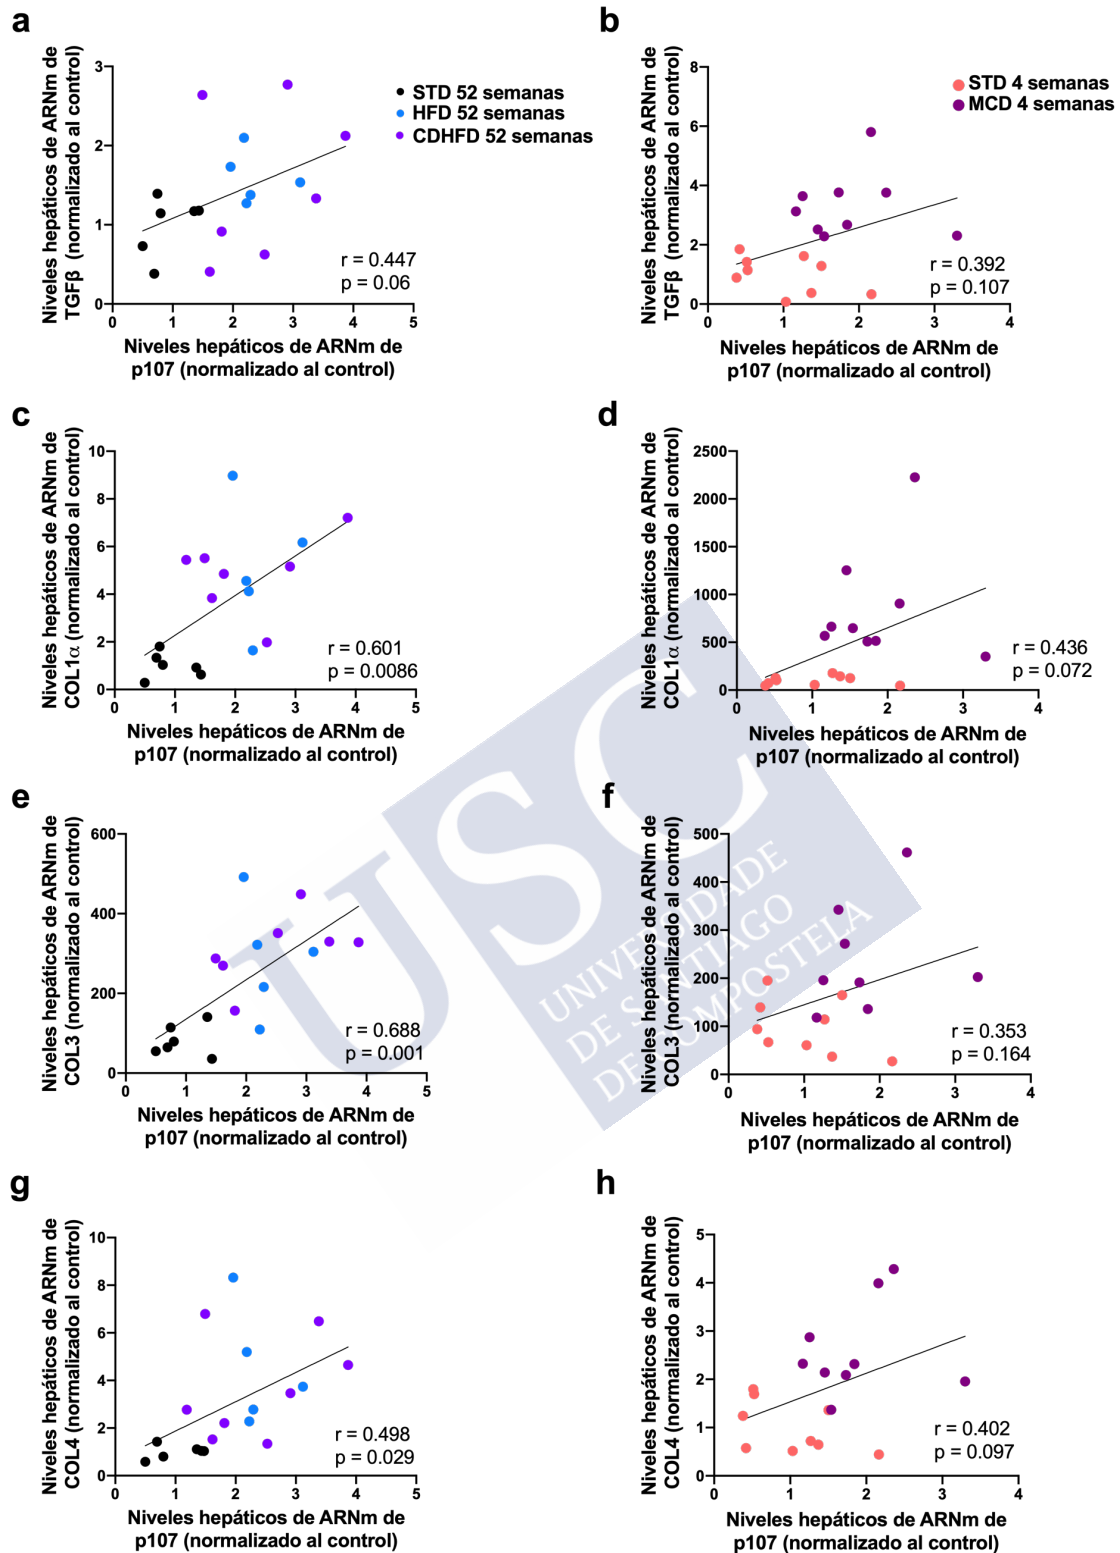 a
Niveles hepáticos de ARNm de
TGFβ (normalizado al control)
3
2
1
0
0 1 2 3 4 5
STD 52 semanas
HFD 52 semanas
CDHFD 52 semanas
r = 0.447
p = 0.06
Niveles hepáticos de ARNm de
p107 (normalizado al control)
b
Niveles hepáticos de ARNm de
TGFβ (normalizado al control)
8
6
4
2
0
0 1 2 3 4
STD 4 semanas
MCD 4 semanas
r = 0.392
p = 0.107
Niveles hepáticos de ARNm de
p107 (normalizado al control)
c
Niveles hepáticos de ARNm de
COL1α (normalizado al control)
10
8
6
4
2
0
0 1 2 3 4 5
r = 0.601
p = 0.0086
Niveles hepáticos de ARNm de
p107 (normalizado al control)
d
Niveles hepáticos de ARNm de
COL1α (normalizado al control)
2500
2000
1500
1000
500
0
0 1 2 3 4
r = 0.436
p = 0.072
Niveles hepáticos de ARNm de
p107 (normalizado al control)
e
Niveles hepáticos de ARNm de
COL3 (normalizado al control)
600
400
200
0
0 1 2 3 4 5
r = 0.688
p = 0.001
Niveles hepáticos de ARNm de
p107 (normalizado al control)
f
Niveles hepáticos de ARNm de
COL3 (normalizado al control)
500
400
300
200
100
0
0 1 2 3 4
r = 0.353
p = 0.164
Niveles hepáticos de ARNm de
p107 (normalizado al control)
g
Niveles hepáticos de ARNm de
COL4 (normalizado al control)
10
8
6
4
2
0
0 1 2 3 4 5
r = 0.498
p = 0.029
Niveles hepáticos de ARNm de
p107 (normalizado al control)
h
Niveles hepáticos de ARNm de
COL4 (normalizado al control)
5
4
3
2
1
0
0 1 2 3 4
r = 0.402
p = 0.097
Niveles hepáticos de ARNm de
p107 (normalizado al control)
USC
UNIVERSIDADE
DE SANTIAGO
DE COMPOSTELA